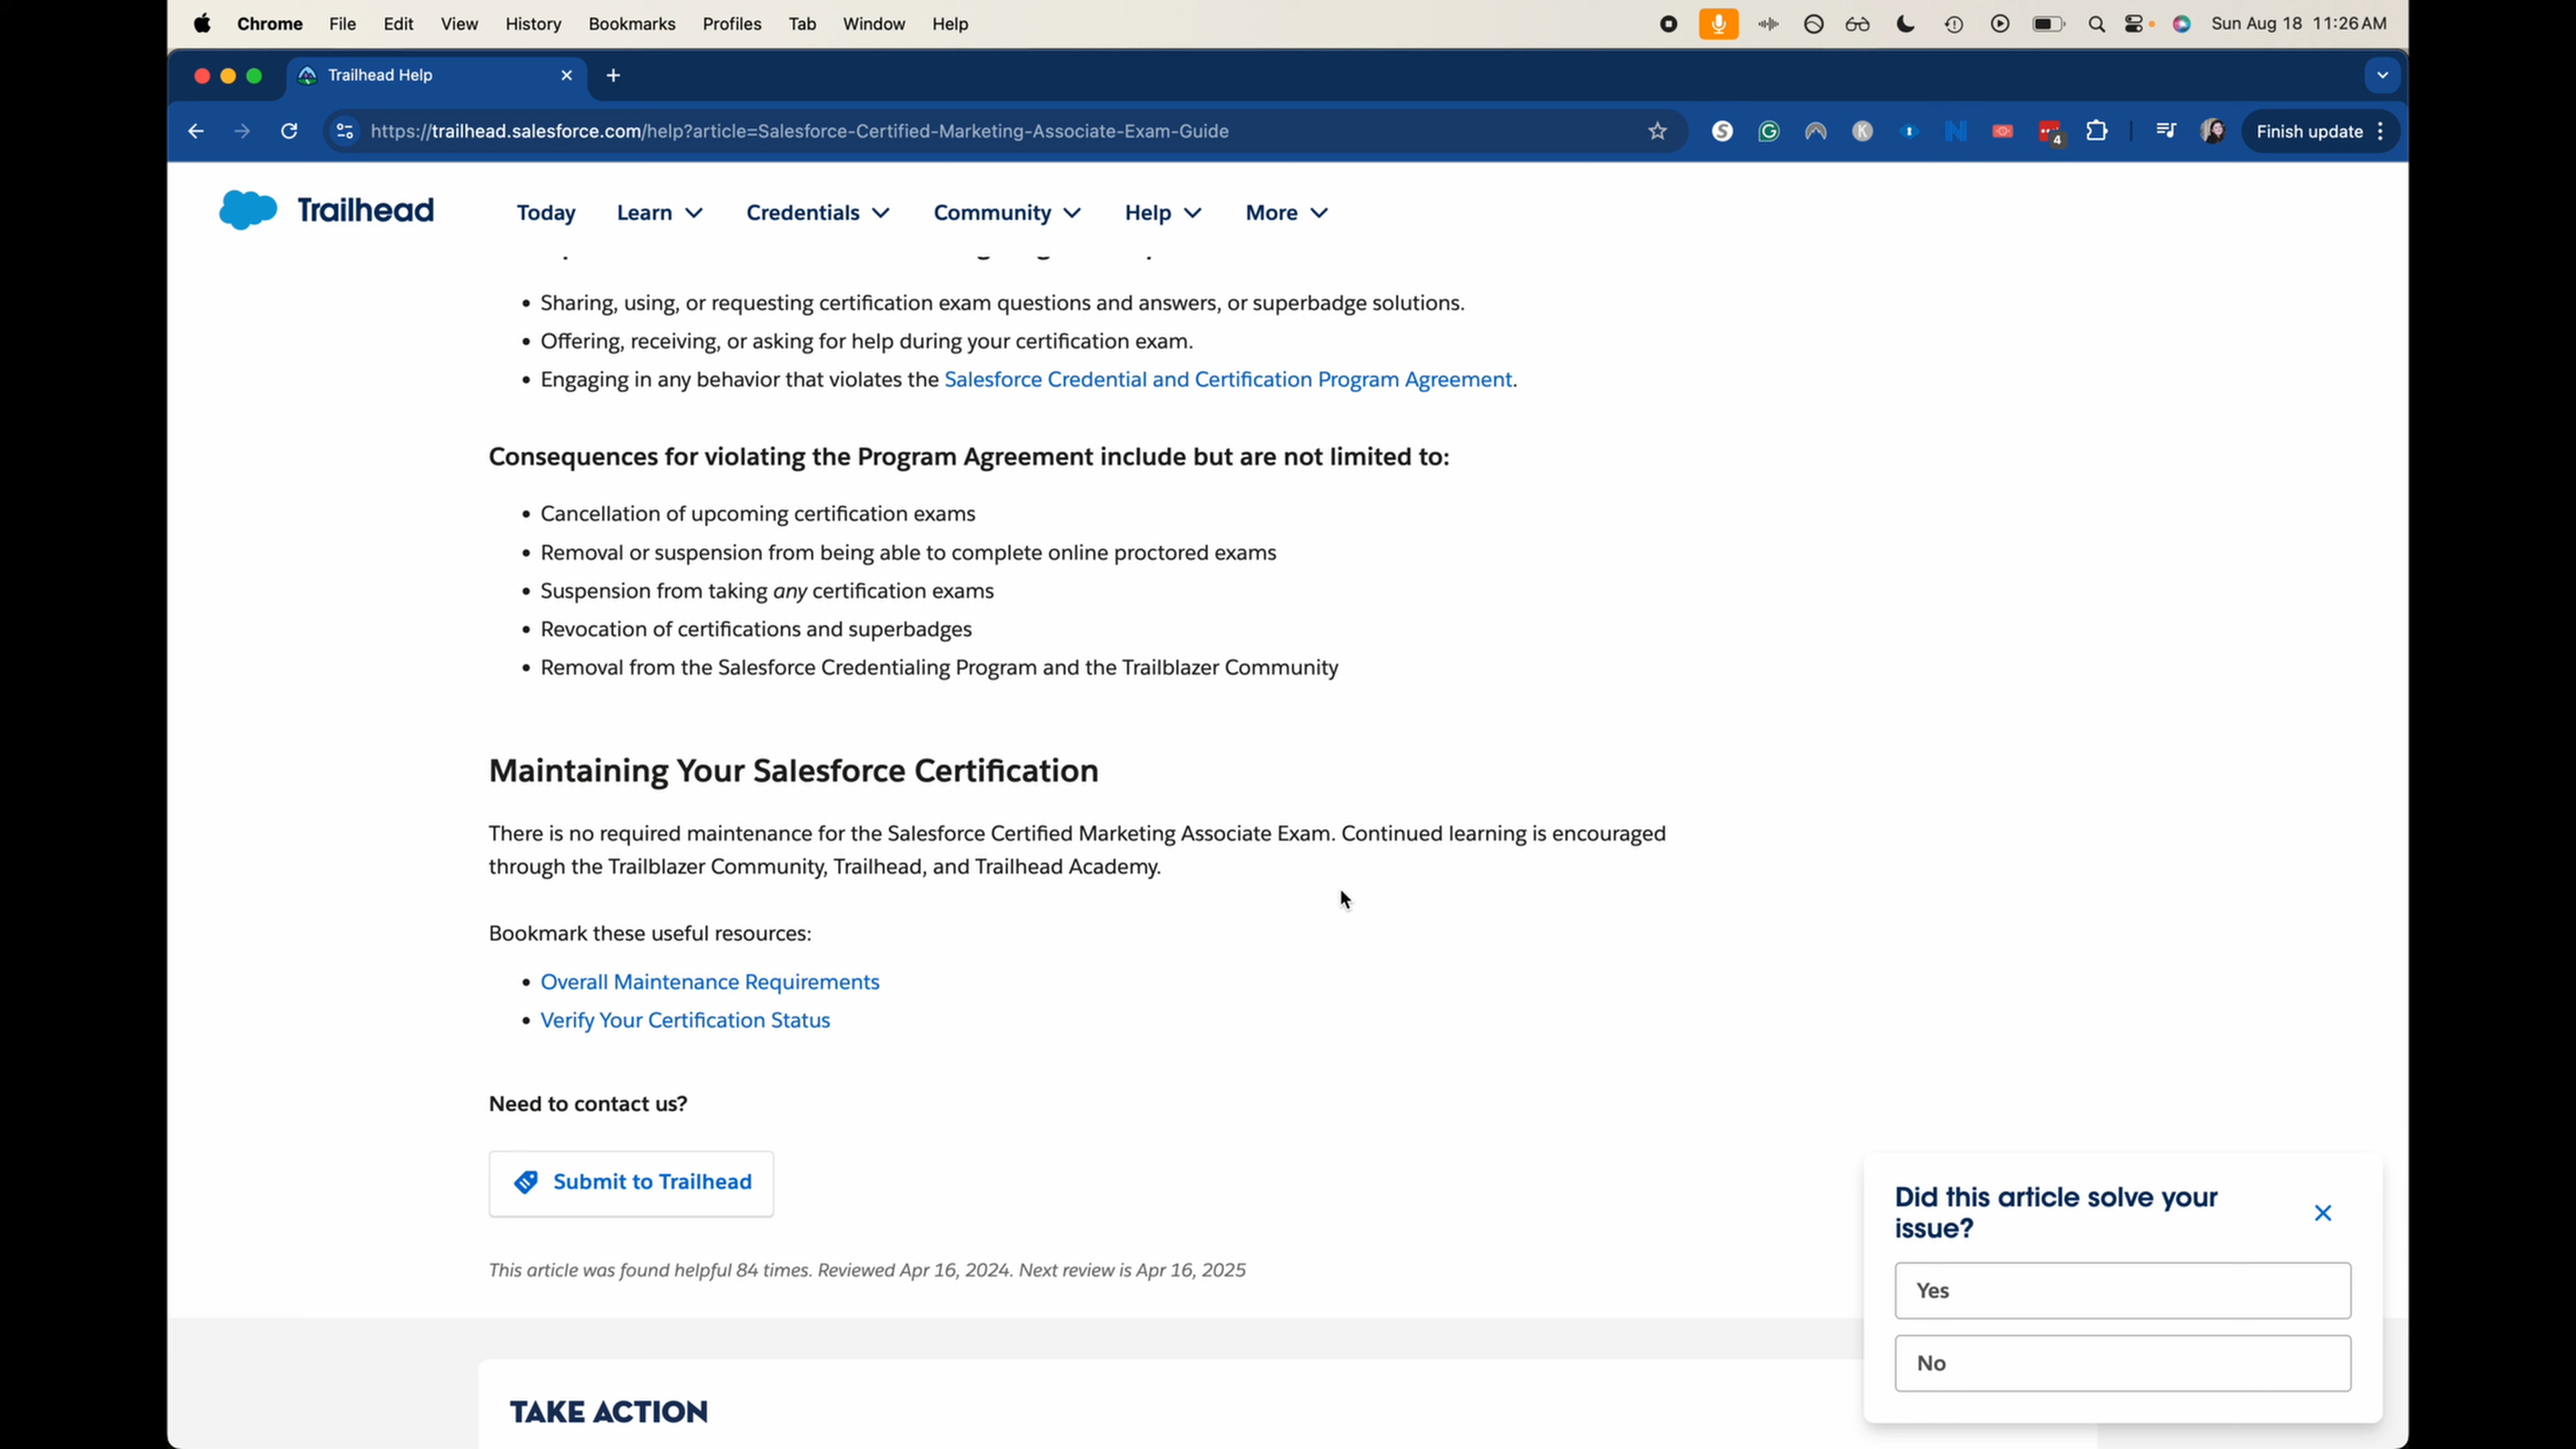 Chrome File Edit View History Bookmarks Profiles Tab Window Help Sun Aug 18 11:26 AM
Trailhead Help
https://trailhead.salesforce.com/help?article=Salesforce-Certified-Marketing-Associate-Exam-Guide 4 Finish update
Trailhead Today Learn Credentials Community Help More
• Sharing, using, or requesting certification exam questions and answers, or superbadge solutions.
• Offering, receiving, or asking for help during your certification exam.
• Engaging in any behavior that violates the Salesforce Credential and Certification Program Agreement.
Consequences for violating the Program Agreement include but are not limited to:
• Cancellation of upcoming certification exams
• Removal or suspension from being able to complete online proctored exams
• Suspension from taking any certification exams
• Revocation of certifications and superbadges
• Removal from the Salesforce Credentialing Program and the Trailblazer Community
Maintaining Your Salesforce Certification
There is no required maintenance for the Salesforce Certified Marketing Associate Exam. Continued learning is encouraged
through the Trailblazer Community, Trailhead, and Trailhead Academy.
Bookmark these useful resources:
• Overall Maintenance Requirements
• Verify Your Certification Status
Need to contact us?
Submit to Trailhead
This article was found helpful 84 times. Reviewed Apr 16, 2024. Next review is Apr 16, 2025
TAKE ACTION
Did this article solve your
issue?
Yes
No